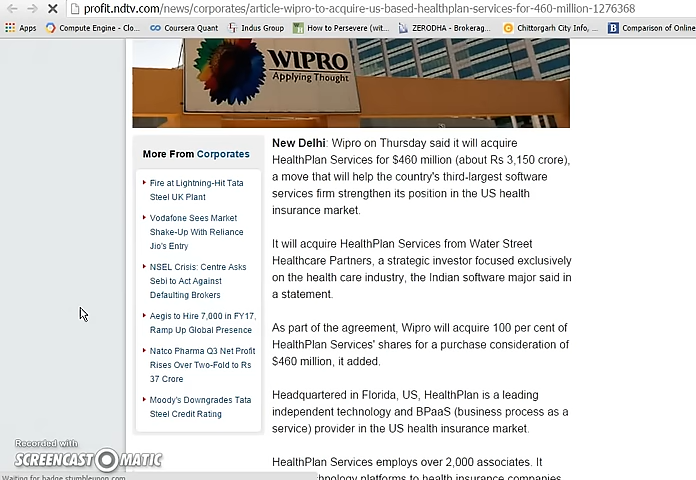 profit.ndtv.com/news/corporates/article-wipro-to-acquire-us-based-healthplan-services-for-460-million-1276368
Apps Compute Engine - Clo... Coursera Quant Indus Group How to Persevere (wit... ZERODHA - Brokerag... Chittorgarh City Info, ... Comparison of Online
WIPRO
Applying Thought
More From Corporates
Fire at Lightning-Hit Tata
Steel UK Plant
Vodafone Sees Market
Shake-Up With Reliance
Jio's Entry
NSEL Crisis: Centre Asks
Sebi to Act Against
Defaulting Brokers
Aegis to Hire 7,000 in FY17,
Ramp Up Global Presence
Natco Pharma Q3 Net Profit
Rises Over Two-Fold to Rs
37 Crore
Moody's Downgrades Tata
Steel Credit Rating
New Delhi: Wipro on Thursday said it will acquire
HealthPlan Services for $460 million (about Rs 3,150 crore),
a move that will help the country's third-largest software
services firm strengthen its position in the US health
insurance market.
It will acquire HealthPlan Services from Water Street
Healthcare Partners, a strategic investor focused exclusively
on the health care industry, the Indian software major said in
a statement.
As part of the agreement, Wipro will acquire 100 per cent of
HealthPlan Services' shares for a purchase consideration of
$460 million, it added.
Headquartered in Florida, US, HealthPlan is a leading
independent technology and BPaaS (business process as a
service) provider in the US health insurance market.
HealthPlan Services employs over 2,000 associates. It
technology platforms to health insurance companies
Recorded with
SCREENCAST-O-MATIC
Waiting for badge.stumbleupon.com